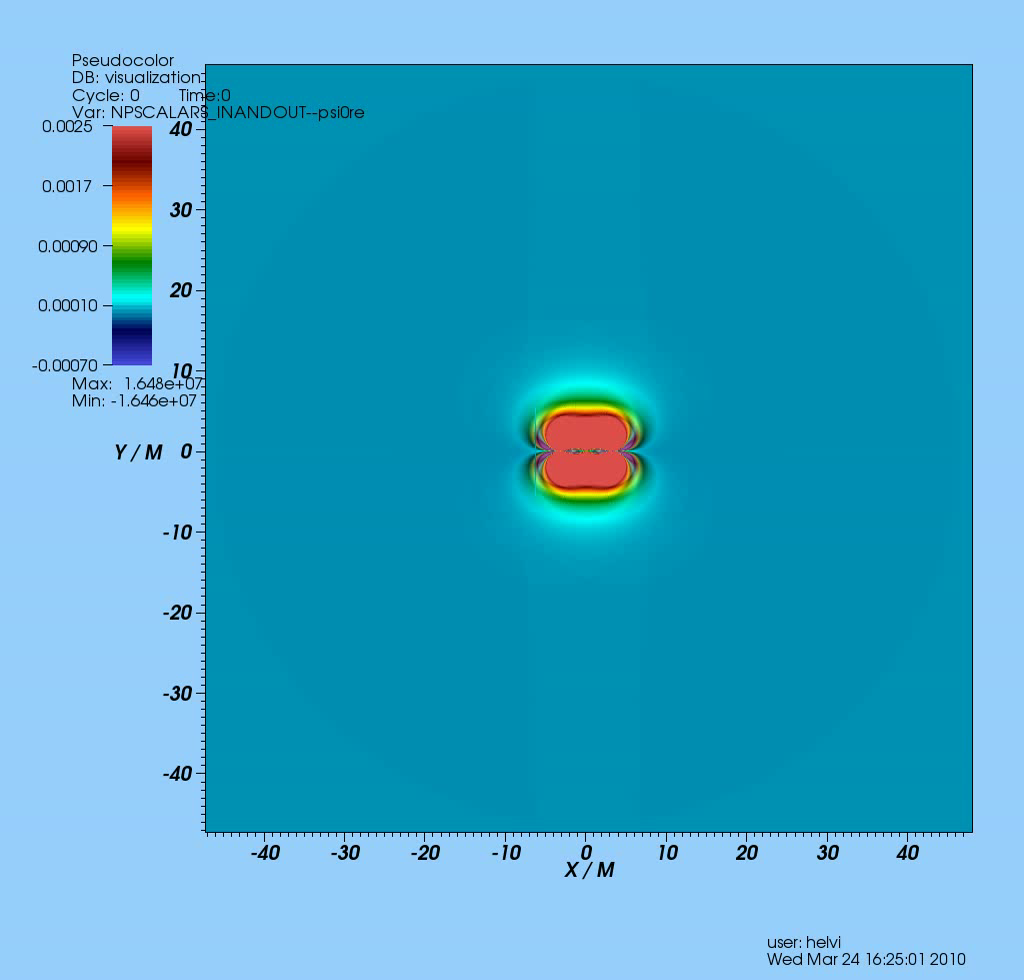 Pseudocolor
DB: visualization
Cycle: 0 Time:0
Var: NPSCALARS_INANDOUT--psi0re
0.0025
0.0017
0.00090
0.00010
-0.00070
Max: 1.648e+07
Min: -1.646e+07
40
30
20
10
Y / M 0
-10
-20
-30
-40
-40 -30 -20 -10 0 10 20 30 40
X / M
user: helvi
Wed Mar 24 16:25:01 2010